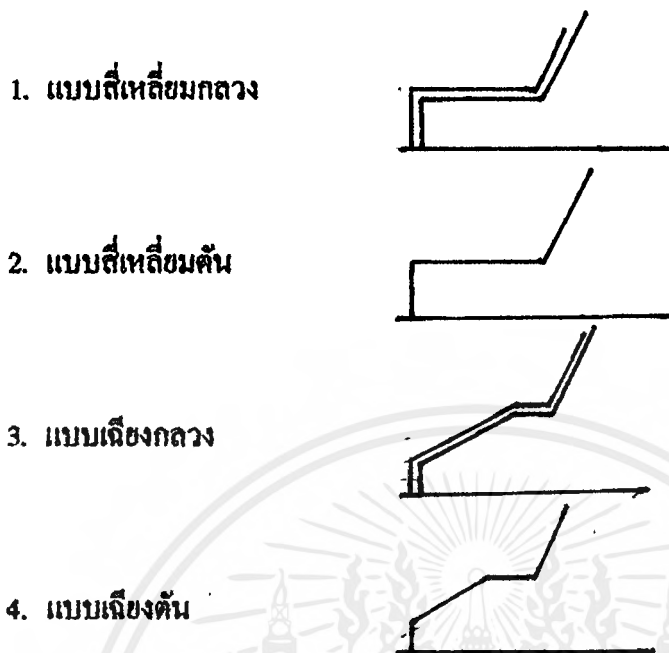 1. แบบสี่เหลี่ยมกลวง
2. แบบสี่เหลี่ยมตัน
3. แบบเฉียงกลวง
4. แบบเฉียงตัน